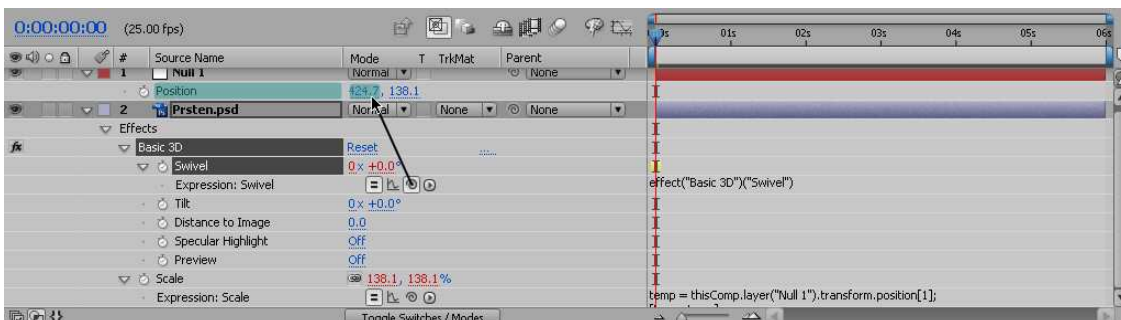 0:00:00:00 (25.00 fps) 01s 02s 03s 04s 05s 06s
# Source Name Mode T TrkMat Parent
1 Null 1 Normal None
Position 424.7, 138.1
2 Prsten.psd Normal None None
Effects
fx Basic 3D Reset ...
Swivel 0 x +0.0°
Expression: Swivel effect("Basic 3D")("Swivel")
Tilt 0 x +0.0°
Distance to Image 0.0
Specular Highlight Off
Preview Off
Scale 138.1, 138.1%
Expression: Scale temp = thisComp.layer("Null 1").transform.position[1];
Toggle Switches / Modes